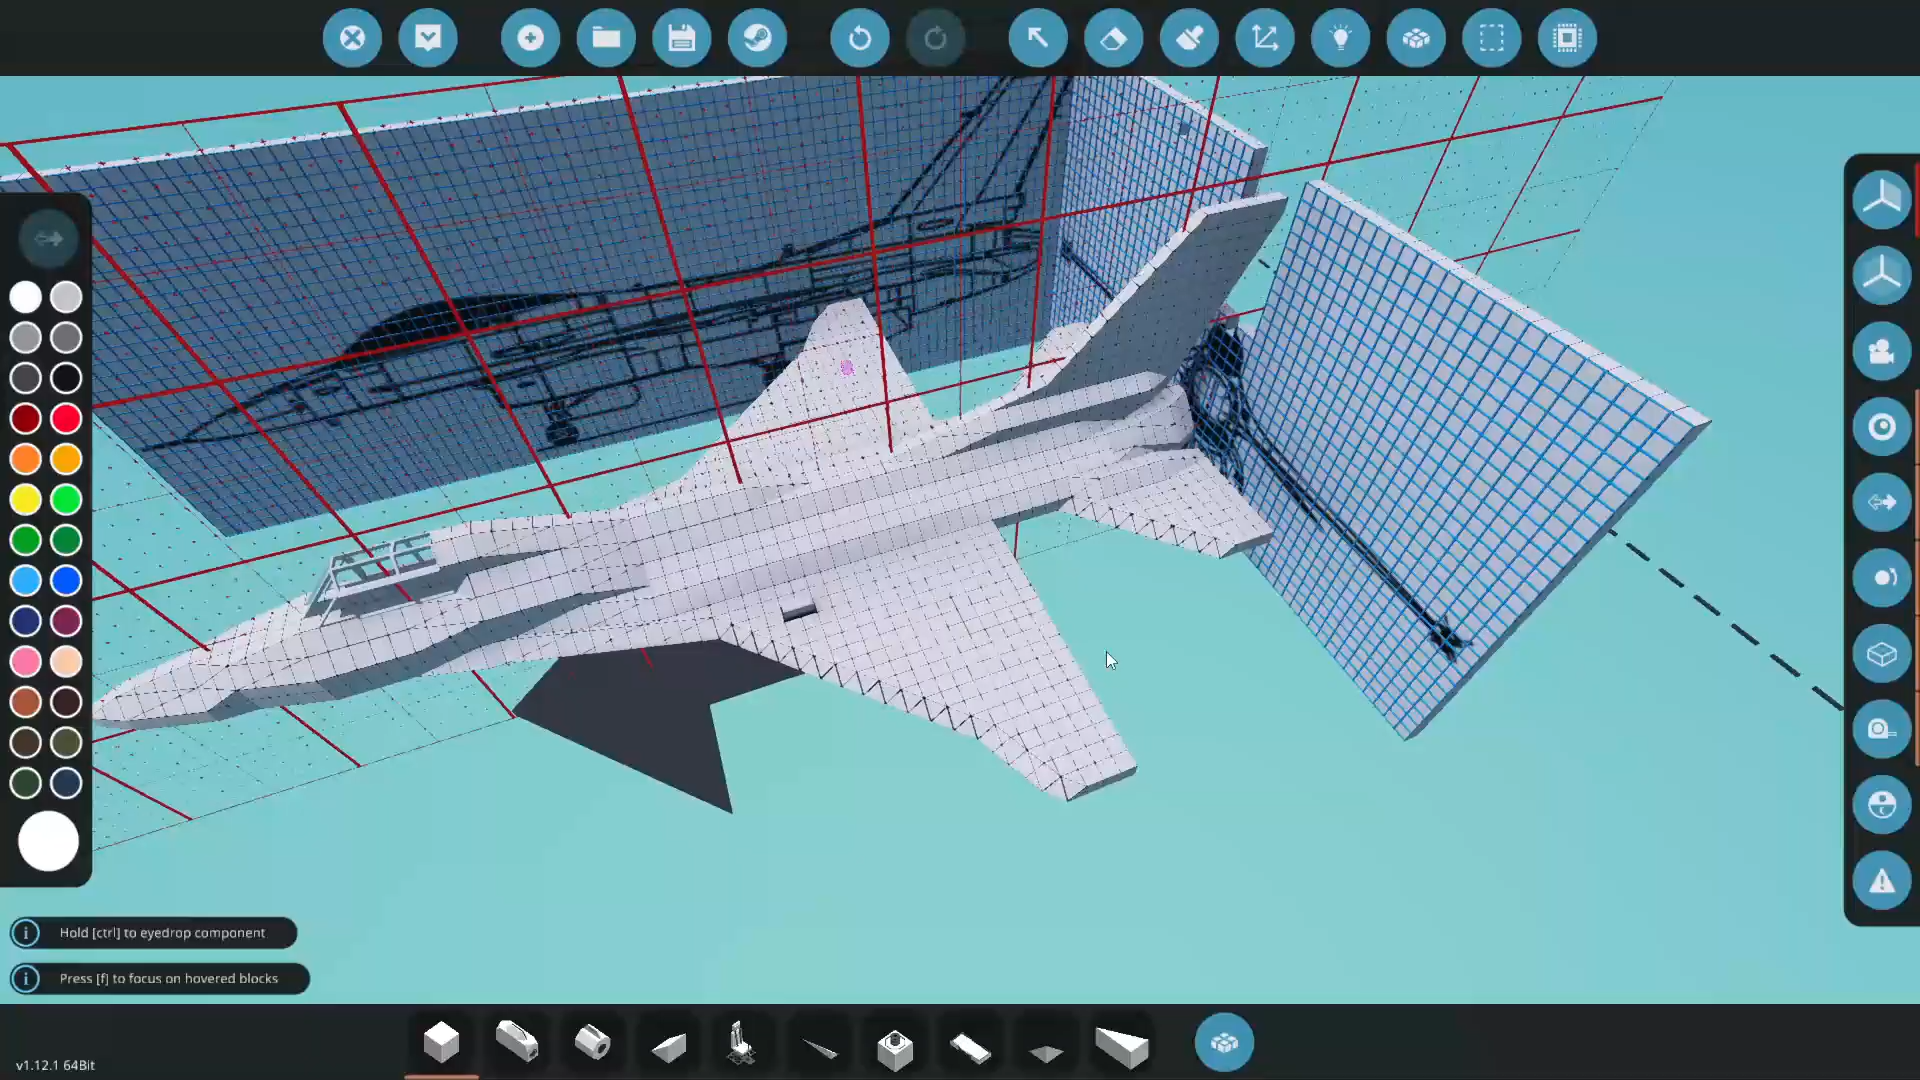 Hold [ctrl] to eyedrop component
Press [f] to focus on hovered blocks
v1.12.1 64Bit